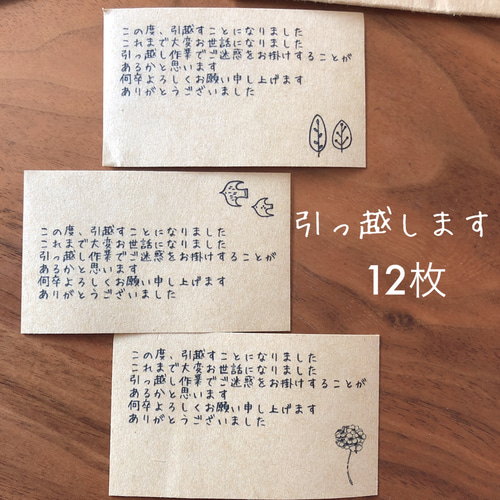 この度、引越すことになりました
これまで大変お世話になりました
引っ越し作業でご迷惑をお掛けすることが
あるかと思います
何卒よろしくお願い申し上げます
ありがとうございました
この度、引越すことになりました
これまで大変お世話になりました
引っ越し作業でご迷惑をお掛けすることが
あるかと思います
何卒よろしくお願い申し上げます
ありがとうございました
引っ越します
12枚
この度、引越すことになりました
これまで大変お世話になりました
引っ越し作業でご迷惑をお掛けすることが
あるかと思います
何卒よろしくお願い申し上げます
ありがとうございました